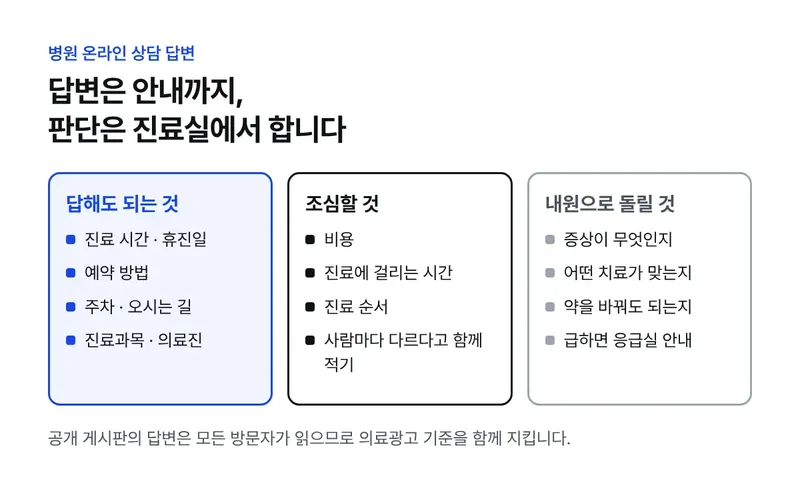 병원 온라인 상담 답변
답변은 안내까지,
판단은 진료실에서 합니다
답해도 되는 것
진료 시간 · 휴진일
예약 방법
주차 · 오시는 길
진료과목 · 의료진
조심할 것
비용
진료에 걸리는 시간
진료 순서
사람마다 다르다고 함께
적기
내원으로 돌릴 것
증상이 무엇인지
어떤 치료가 맞는지
약을 바꿔도 되는지
급하면 응급실 안내
공개 게시판의 답변은 모든 방문자가 읽으므로 의료광고 기준을 함께 지킵니다.